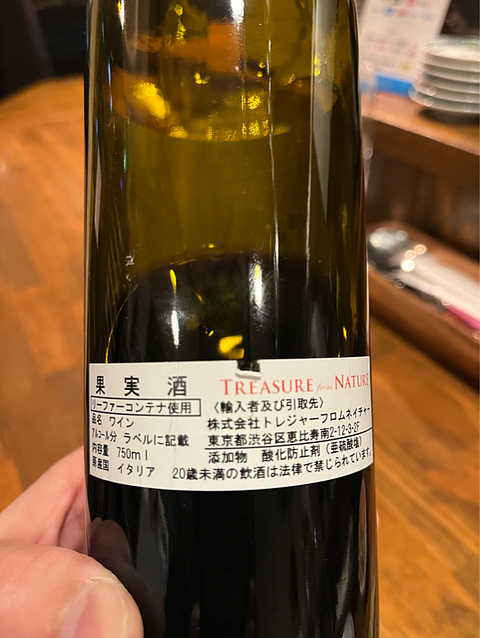 果実酒
TREASURE from NATURE
リーファーコンテナ使用
〈輸入者及び引取先〉
品名 ワイン
株式会社トレジャーフロムネイチャー
アルコール分 ラベルに記載
東京都渋谷区恵比寿南2-12-3-2F
内容量 750ml
添加物 酸化防止剤(亜硫酸塩)
原産国 イタリア
20歳未満の飲酒は法律で禁じられています。